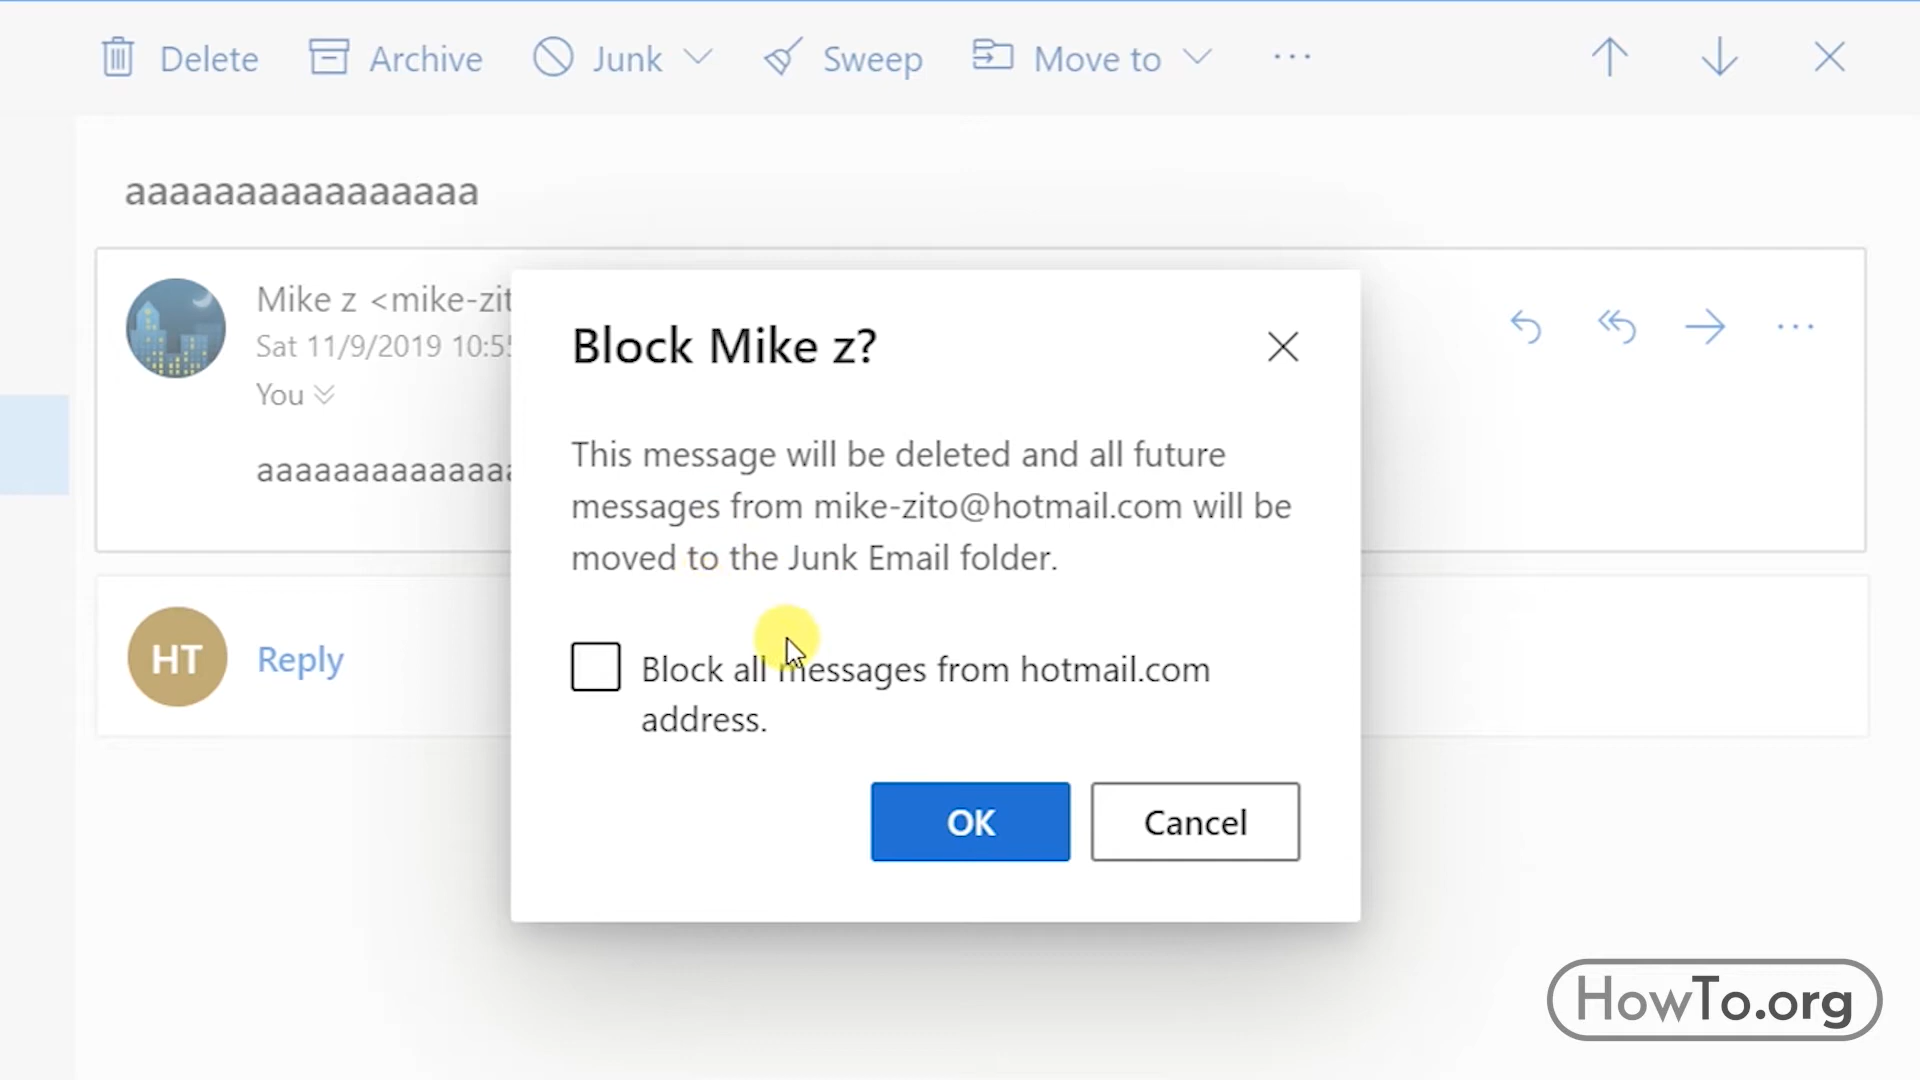 Delete Archive Junk Sweep Move to
aaaaaaaaaaaaaaaa
Mike z <mike-zit
Sat 11/9/2019 10:55
You
aaaaaaaaaaaaa
Block Mike z?
This message will be deleted and all future
messages from mike-zito@hotmail.com will be
moved to the Junk Email folder.
Block all messages from hotmail.com
address.
OK Cancel
HT Reply
HowTo.org